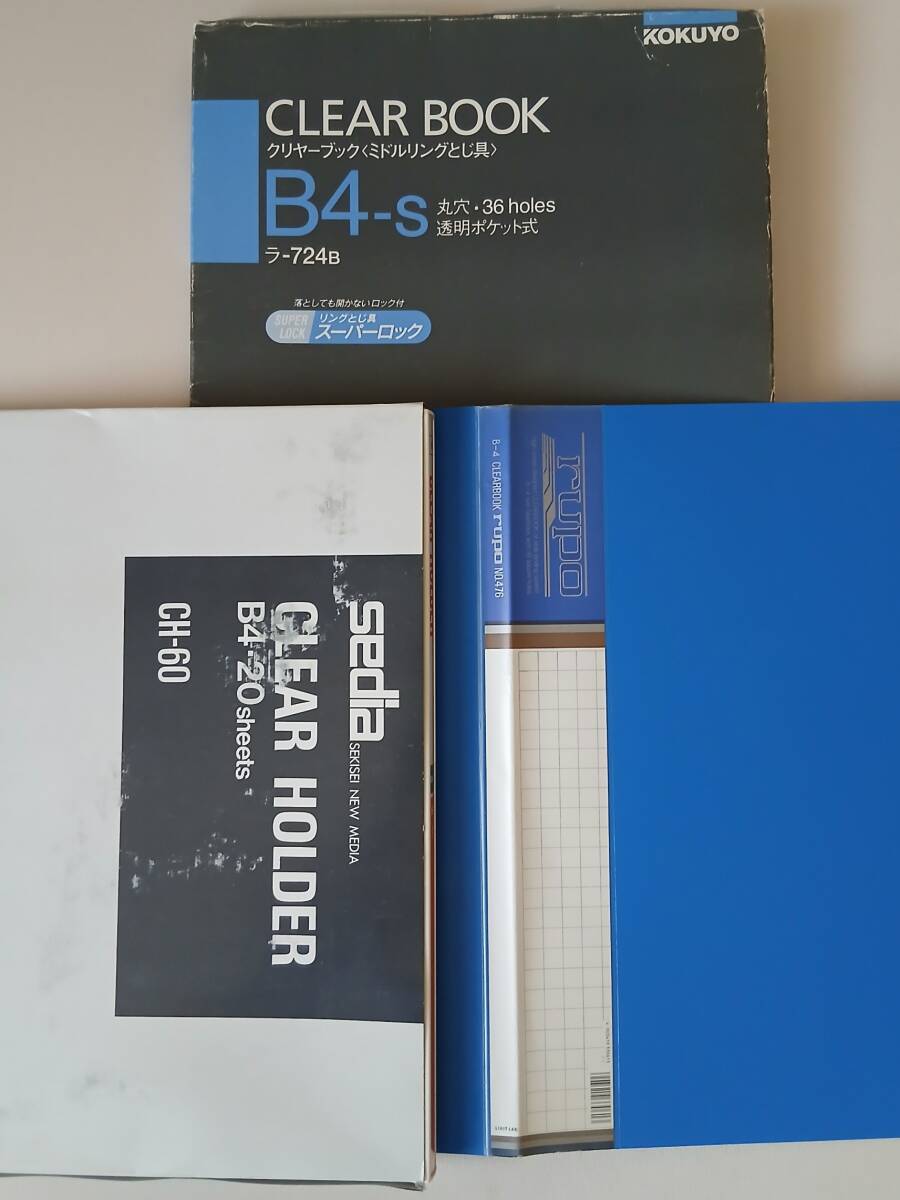 KOKUYO
CLEAR BOOK
クリヤーブック〈ミドルリングとじ具〉
B4-S
丸穴・36 holes
透明ポケット式
ラ-724B
落としても開かないロック付
SUPER LOCK
リングとじ具
スーパーロック
sedia
SEKISEI NEW MEDIA
CLEAR HOLDER
B4・20 sheets
CH-60
rupo
B-4 CLEARBOOK rupo NO.476
LIHIT LAB